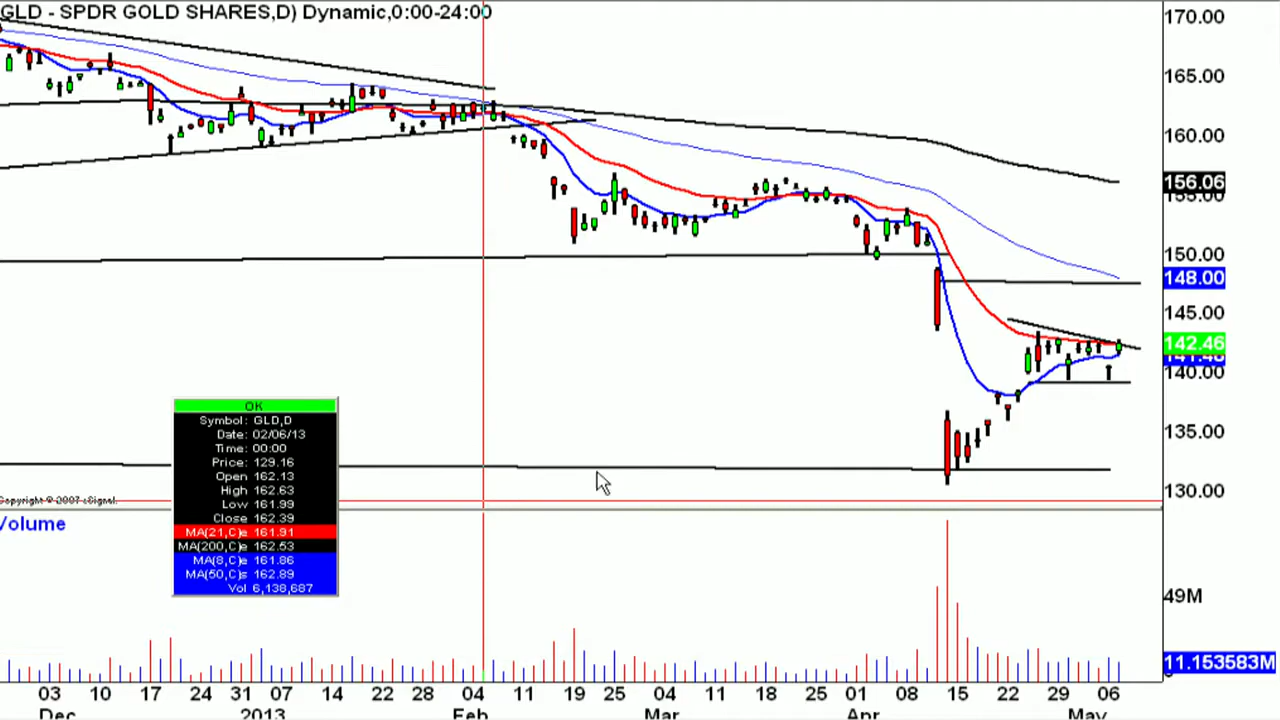 GLD - SPDR GOLD SHARES,D) Dynamic,0:00-24:00
170.00
165.00
160.00
156.06
155.00
150.00
148.00
145.00
142.46
140.00
135.00
130.00
OK
Symbol: GLD,D
Date: 02/06/13
Time: 00:00
Price: 129.16
Open 162.13
High 162.63
Low 161.99
Close 162.39
MA(21,C)e 161.91
MA(200,C)e 162.53
MA(8,C)e 161.86
MA(50,C)s 162.89
Vol 6,138,687
Copyright © 2007 eSignal.
Volume
49M
11.153583M
03 10 17 24 31 07 14 22 28 04 11 19 25 04 11 18 25 01 08 15 22 29 06
Dec 2013 Feb Mar Apr May